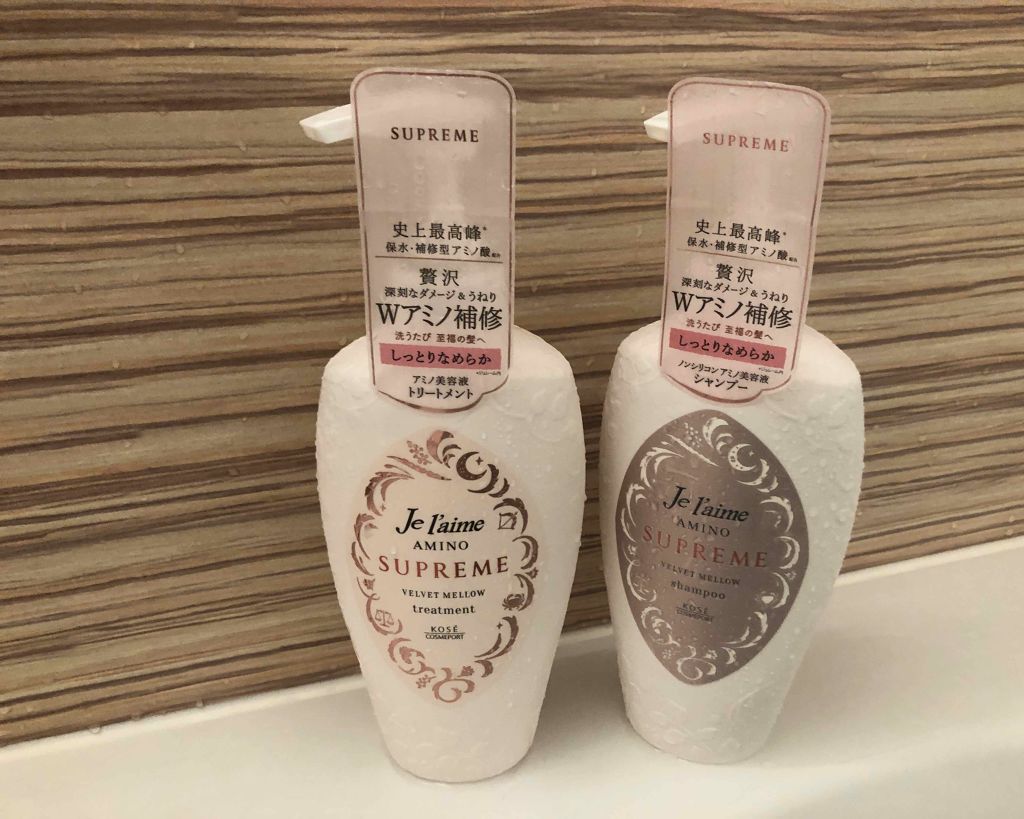 SUPREME
史上最高峰*
保水・補修型アミノ酸
贅沢
深刻なダメージ&うねり
Wアミノ補修
洗うたび 至福の髪へ
しっとりなめらか
アミノ美容液
トリートメント
Je l'aime
AMINO
SUPREME
VELVET MELLOW
treatment
KOSÉ
COSMEPORT
SUPREME
史上最高峰*
保水・補修型アミノ酸
贅沢
深刻なダメージ&うねり
Wアミノ補修
洗うたび 至福の髪へ
しっとりなめらか
ノンシリコン アミノ美容液
シャンプー
Je l'aime
AMINO
SUPREME
VELVET MELLOW
shampoo
KOSÉ
COSMEPORT